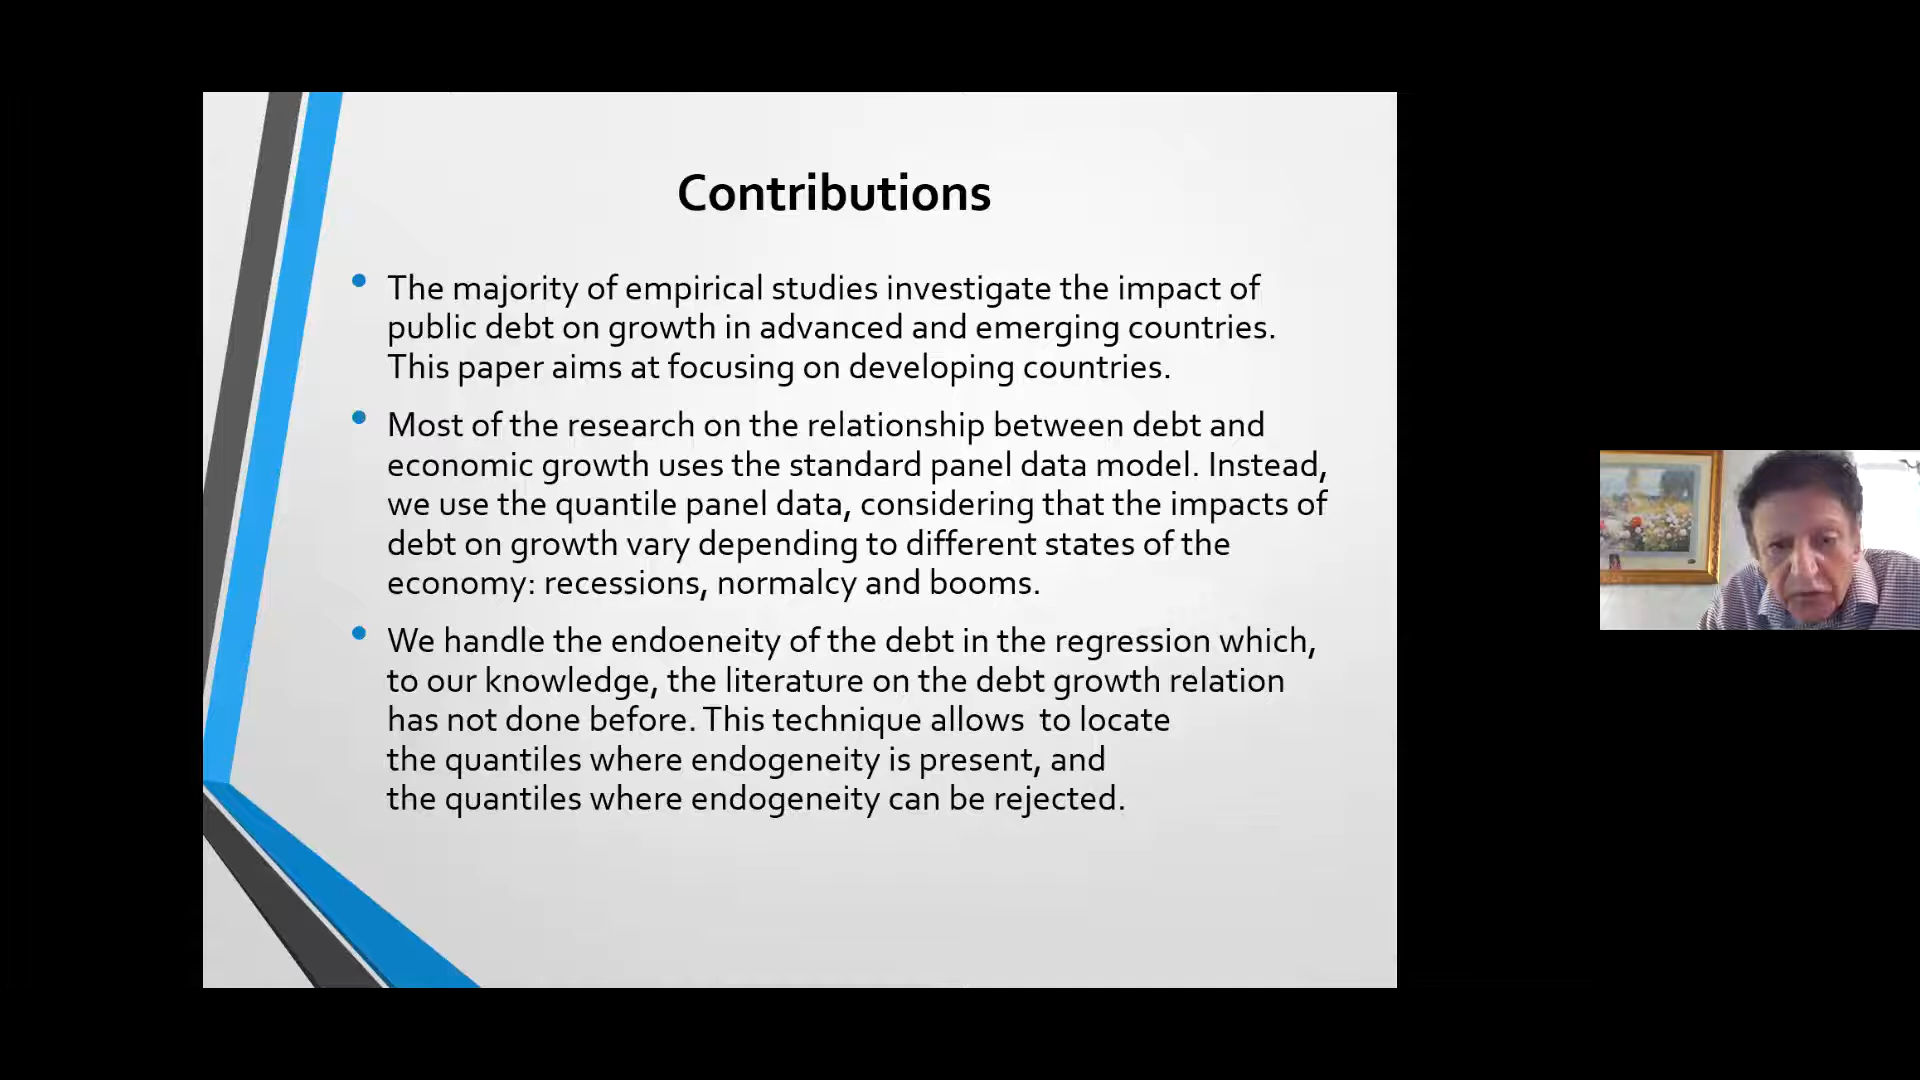 Contributions
The majority of empirical studies investigate the impact of
public debt on growth in advanced and emerging countries.
This paper aims at focusing on developing countries.
Most of the research on the relationship between debt and
economic growth uses the standard panel data model. Instead,
we use the quantile panel data, considering that the impacts of
debt on growth vary depending to different states of the
economy: recessions, normalcy and booms.
We handle the endoeneity of the debt in the regression which,
to our knowledge, the literature on the debt growth relation
has not done before. This technique allows  to locate
the quantiles where endogeneity is present, and
the quantiles where endogeneity can be rejected.